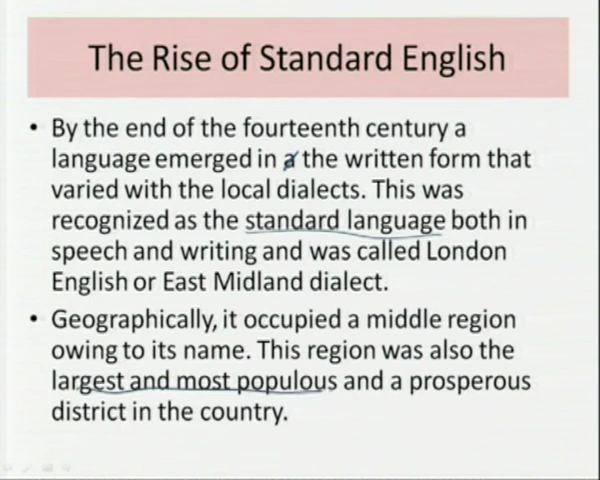 The Rise of Standard English
• By the end of the fourteenth century a
language emerged in a the written form that
varied with the local dialects. This was
recognized as the standard language both in
speech and writing and was called London
English or East Midland dialect.
• Geographically, it occupied a middle region
owing to its name. This region was also the
largest and most populous and a prosperous
district in the country.